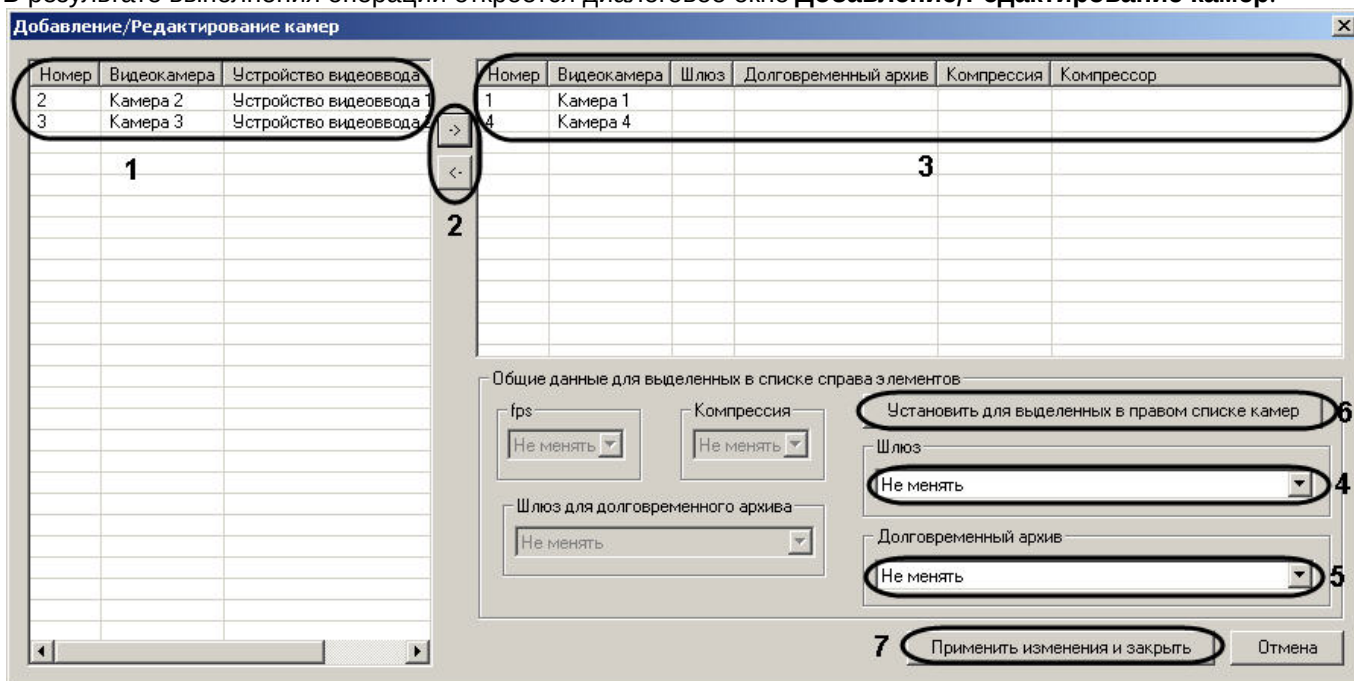 В результате выполнения операции откроется диалоговое окно Добавление/Редактирование камер.
Добавление/Редактирование камер
Номер Видеокамера Устройство видеоввода
2 Камера 2 Устройство видеоввода 1
3 Камера 3 Устройство видеоввода
1
->
<-
2
Номер Видеокамера Шлюз Долговременный архив Компрессия Компрессор
1 Камера 1
4 Камера 4
3
Общие данные для выделенных в списке справа элементов
fps
Не менять
Компрессия
Не менять
Установить для выделенных в правом списке камер 6
Шлюз
Не менять 4
Шлюз для долговременного архива
Не менять
Долговременный архив
Не менять 5
7 Применить изменения и закрыть Отмена